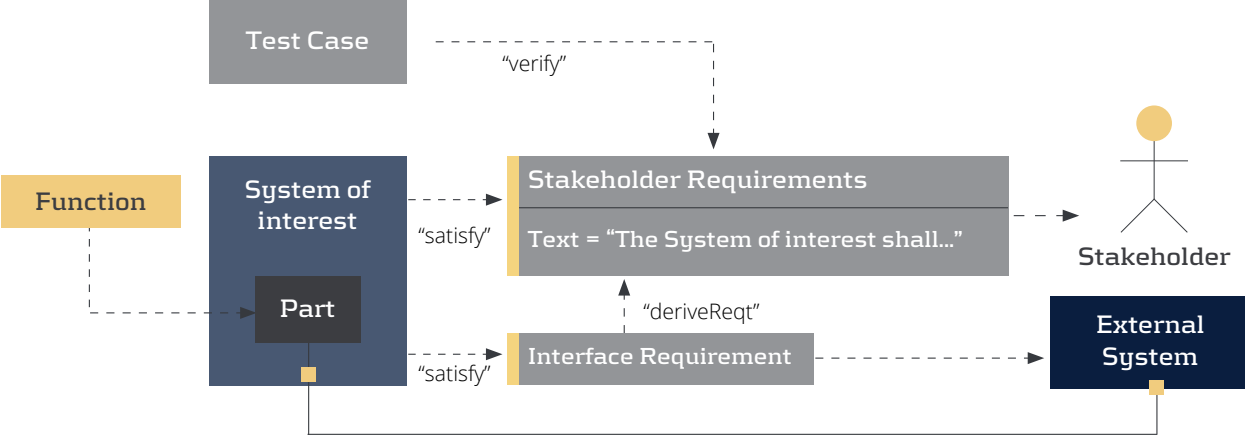 Test Case
“verify”
System of
interest
Function
“satisfy”
Stakeholder Requirements
Text = “The System of interest shall...”
Stakeholder
Part
“deriveReqt”
“satisfy”
Interface Requirement
External
System